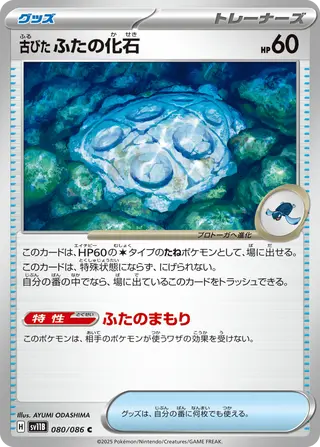 グッズ
トレーナーズ
古びた ふたの化石
ふる
か せき
HP60
プロトーガへ進化
このカードは、HP60の タイプのたねポケモンとして、場に出せる。
このカードは、特殊状態にならず、にげられない。
自分の番の中でなら、場に出ているこのカードをトラッシュできる。
特性 ふたのまもり
このポケモンは、相手のポケモンが使うワザの効果を受けない。
Illus. AYUMI ODASHIMA
H SV11B 080/086 C
グッズは、自分の番に何枚でも使える。
©2025 Pokémon/Nintendo/Creatures/GAME FREAK.